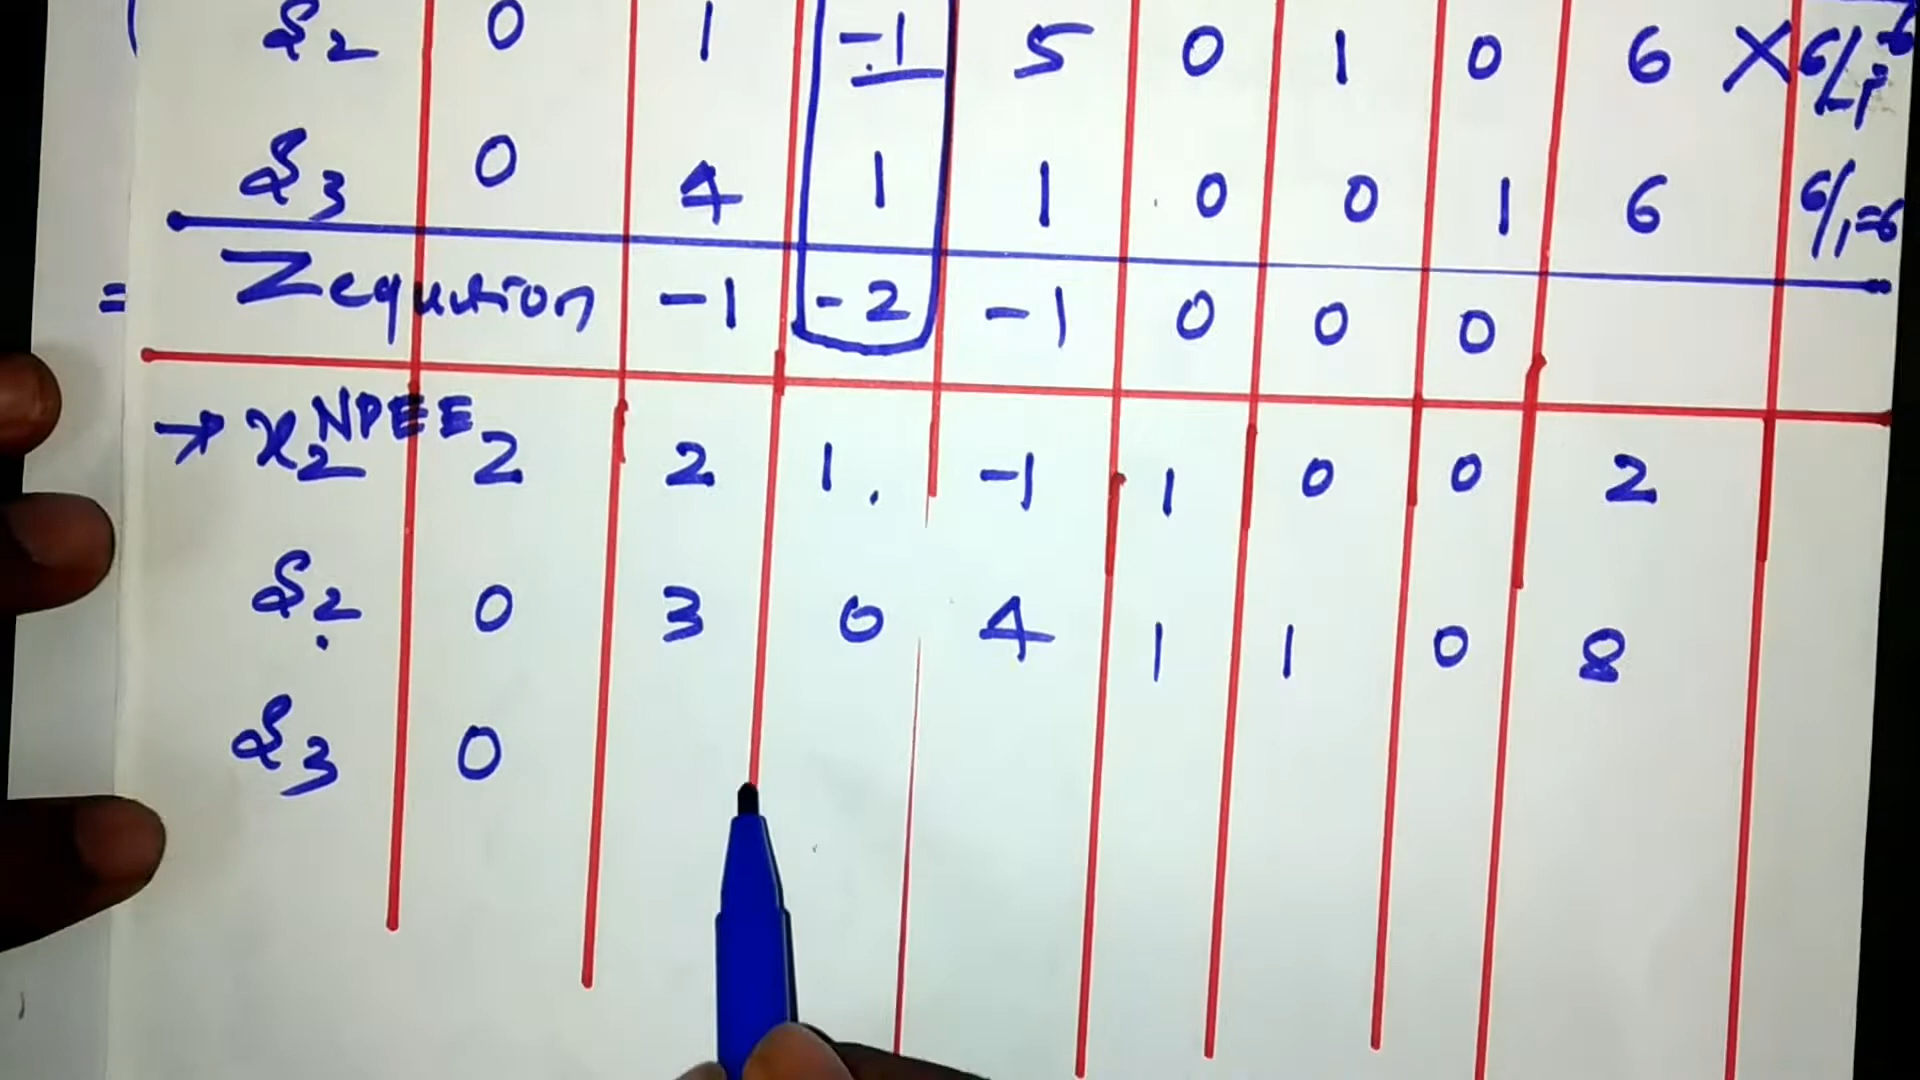 S2 0 1 -1 5 0 1 0 6 X
S3 0 4 1 1 0 0 1 6 6/1=6
= Zequation -1 -2 -1 0 0 0
→ x2 NPEE 2 2 1. -1 1 0 0 2
S2 0 3 0 4 1 1 0 8
S3 0